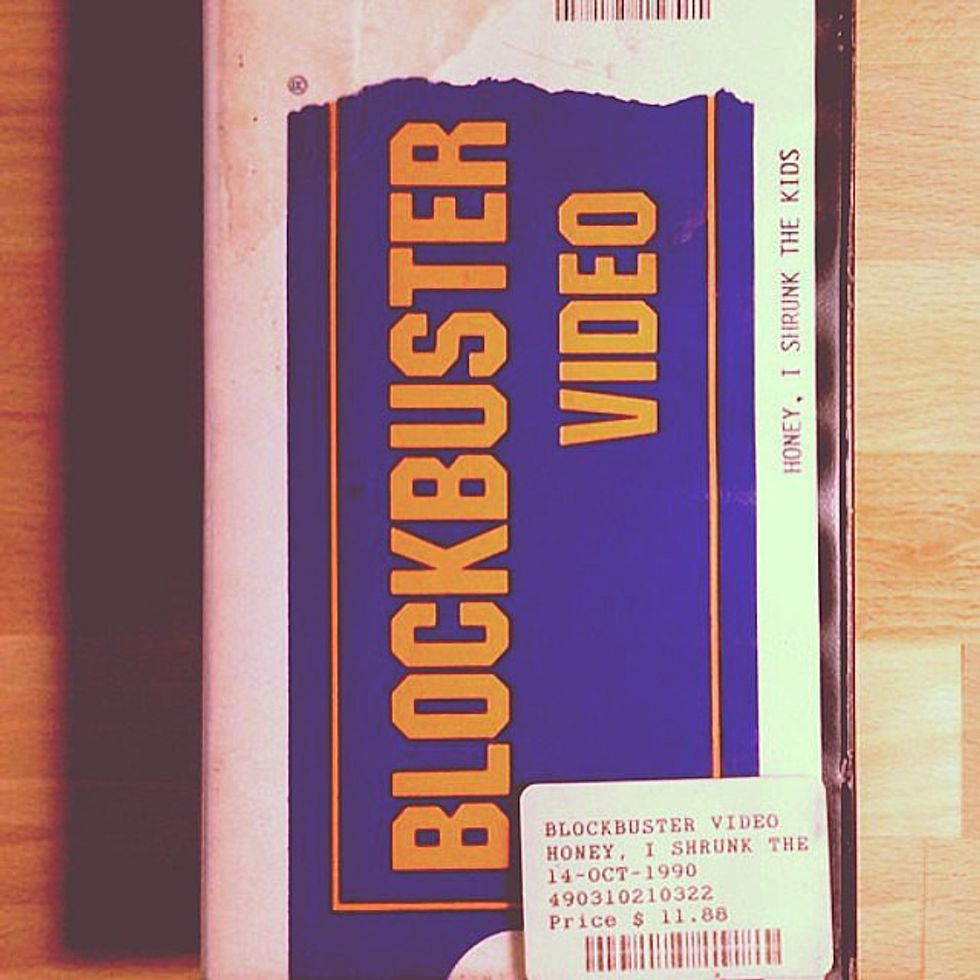 ®
BLOCKBUSTER
VIDEO
HONEY, I SHRUNK THE KIDS
BLOCKBUSTER VIDEO
HONEY, I SHRUNK THE
14-OCT-1990
490310210322
Price $ 11.88